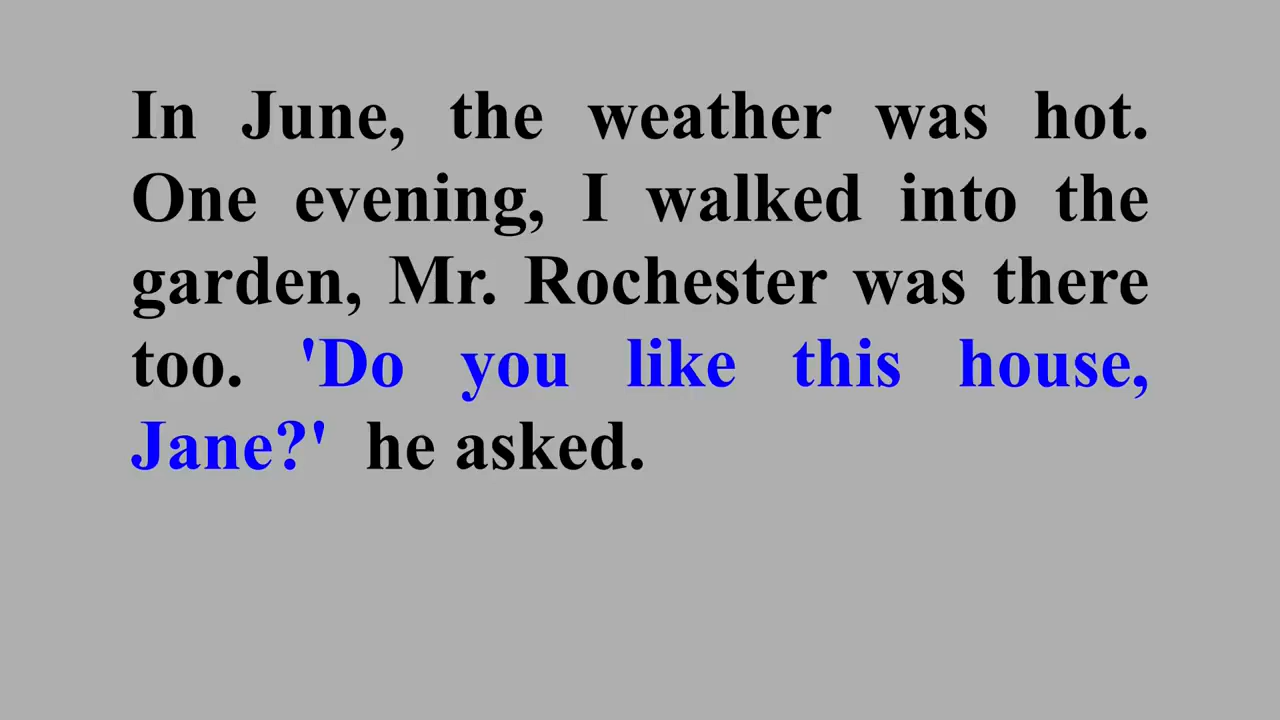 In June, the weather was hot.
One evening, I walked into the
garden, Mr. Rochester was there
too. 'Do you like this house,
Jane?' he asked.